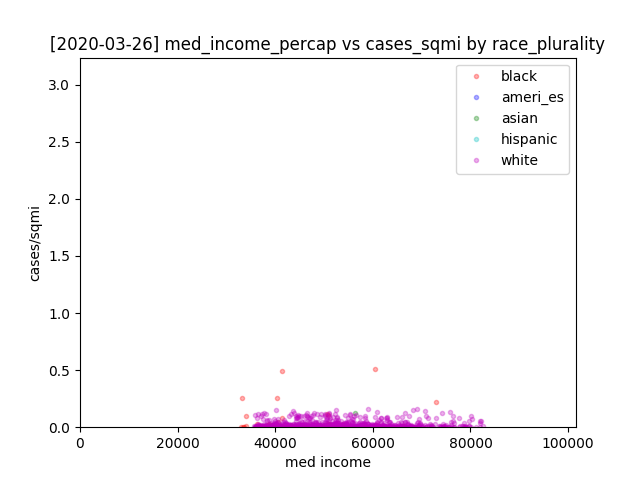 [2020-03-26] med_income_percap vs cases_sqmi by race_plurality
black
ameri_es
asian
hispanic
white
3.0
2.5
2.0
1.5
1.0
0.5
0.0
cases/sqmi
0 20000 40000 60000 80000 100000
med income